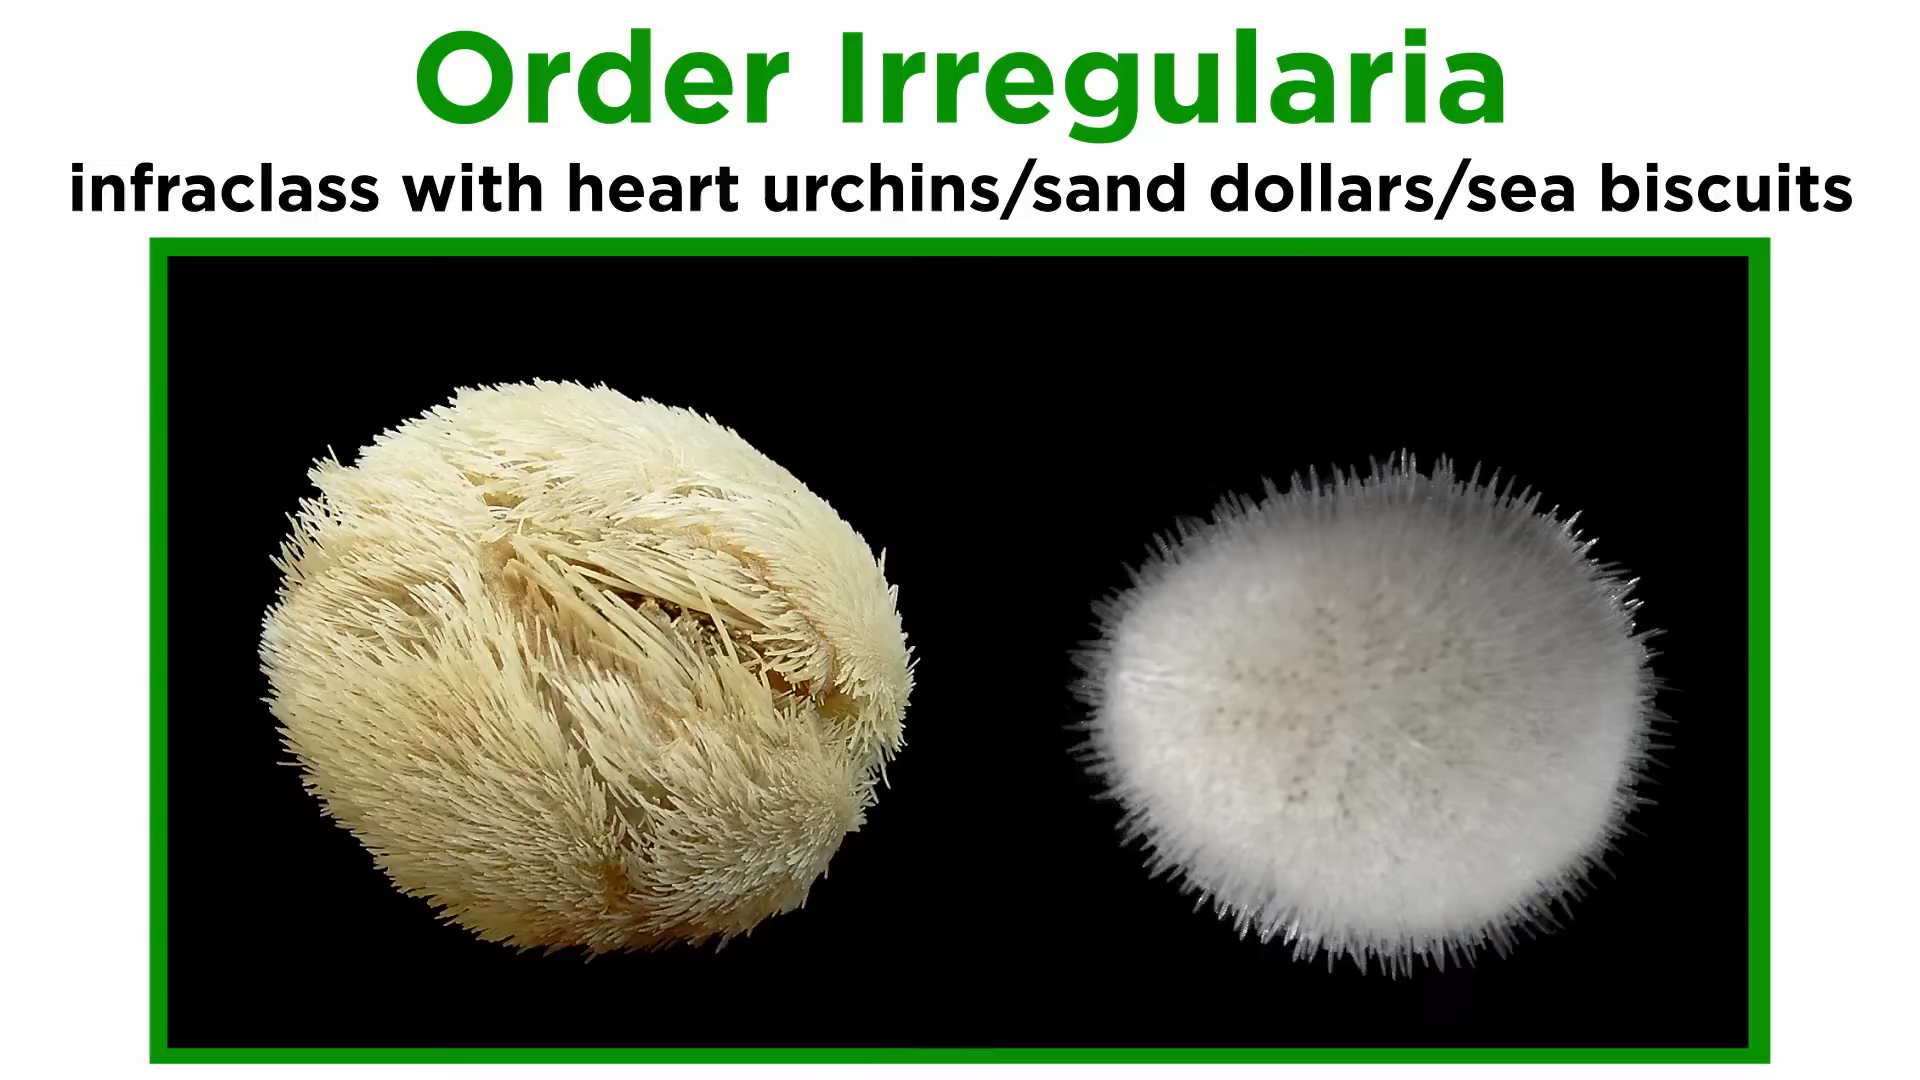 Order Irregularia
infraclass with heart urchins/sand dollars/sea biscuits